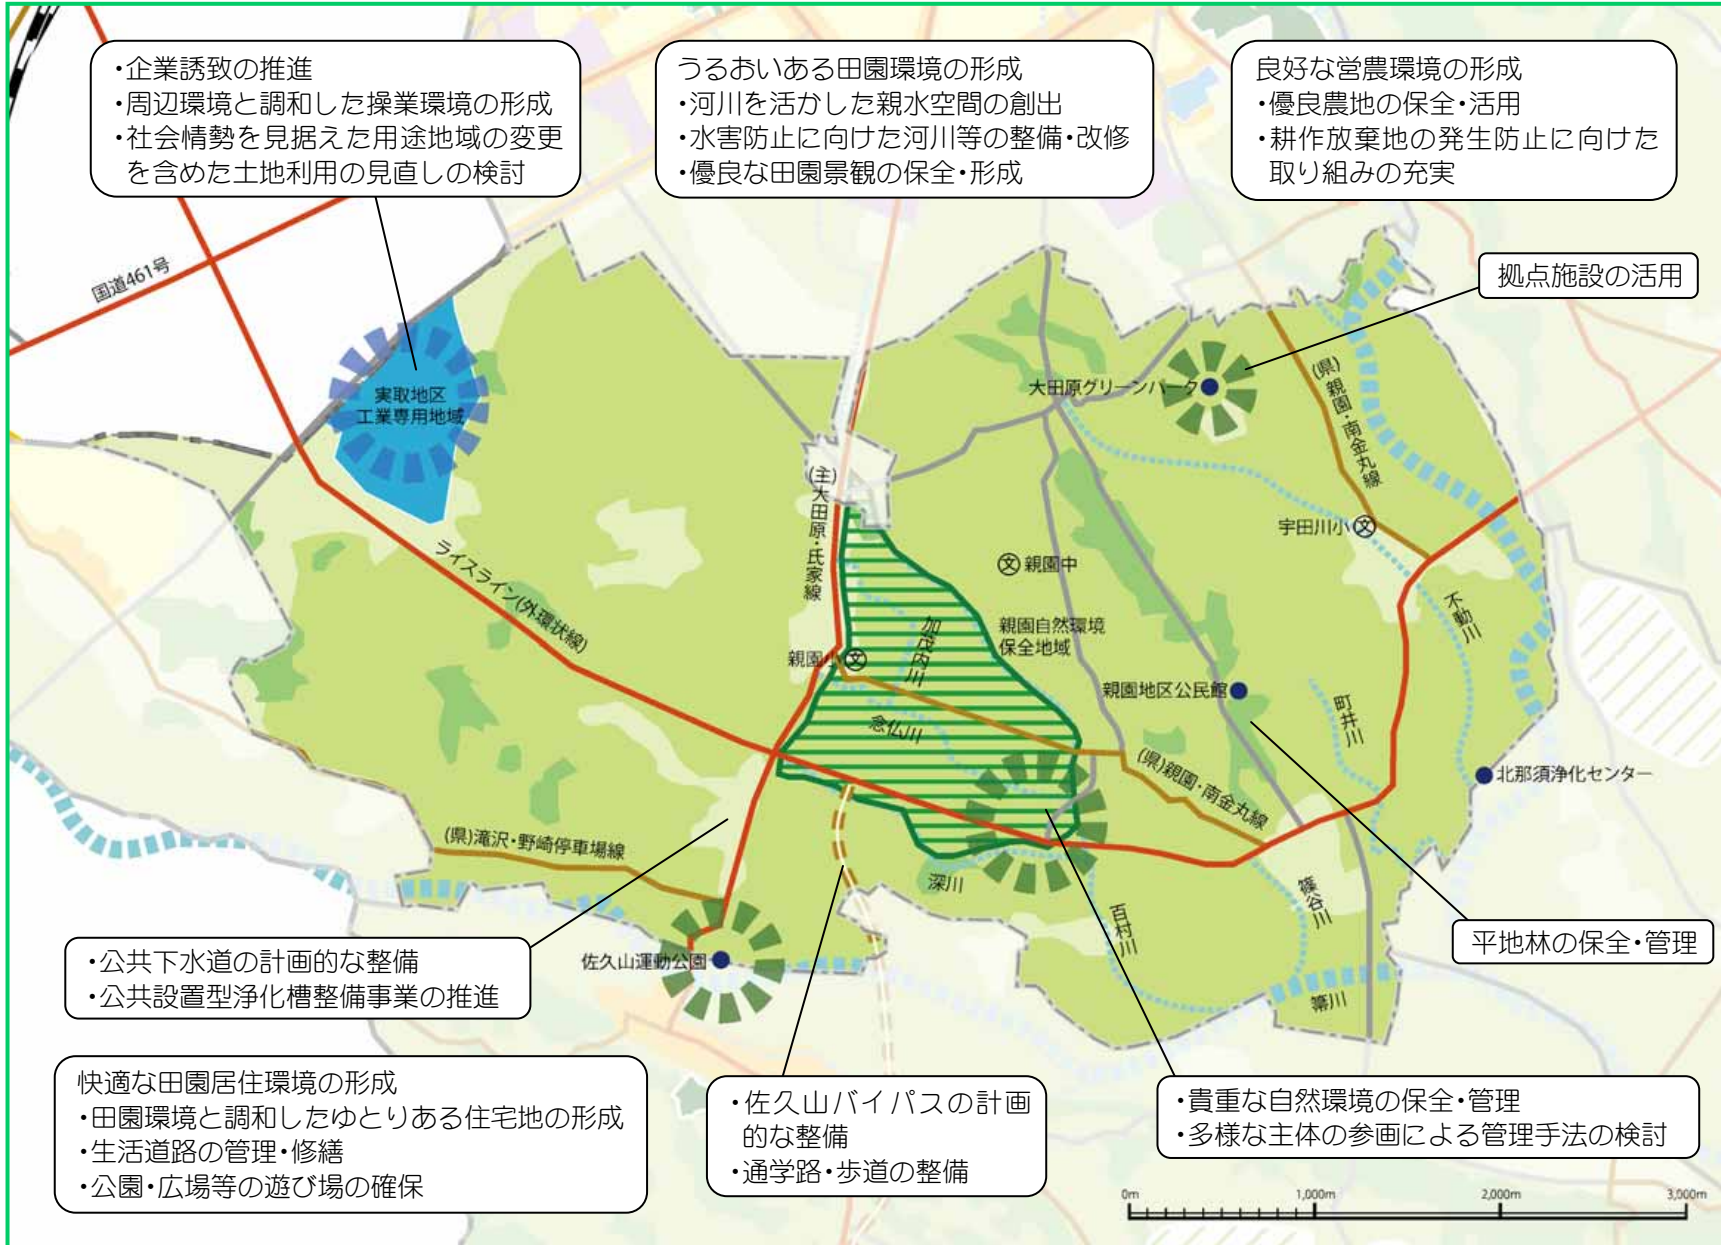 ・企業誘致の推進
・周辺環境と調和した操業環境の形成
・社会情勢を見据えた用途地域の変更
を含めた土地利用の見直しの検討
うるおいある田園環境の形成
・河川を活かした親水空間の創出
・水害防止に向けた河川等の整備・改修
・優良な田園景観の保全・形成
良好な営農環境の形成
・優良農地の保全・活用
・耕作放棄地の発生防止に向けた
取り組みの充実
拠点施設の活用
国道461号
実取地区
工業専用地域
大田原グリーンパーク
(県)親園・南金丸線
(主)大田原・氏家線
宇田川小
文
文
親園中
ライスライン(外環状線)
加茂内川
親園自然環境
保全地域
不動川
親園小
文
親園地区公民館
町井川
念仏川
(県)親園・南金丸線
北那須浄化センター
(県)滝沢・野崎停車場線
深川
百村川
篠谷川
箒川
佐久山運動公園
平地林の保全・管理
・公共下水道の計画的な整備
・公共設置型浄化槽整備事業の推進
快適な田園居住環境の形成
・田園環境と調和したゆとりある住宅地の形成
・生活道路の管理・修繕
・公園・広場等の遊び場の確保
・佐久山バイパスの計画
的な整備
・通学路・歩道の整備
・貴重な自然環境の保全・管理
・多様な主体の参画による管理手法の検討
0m
1,000m
2,000m
3,000m